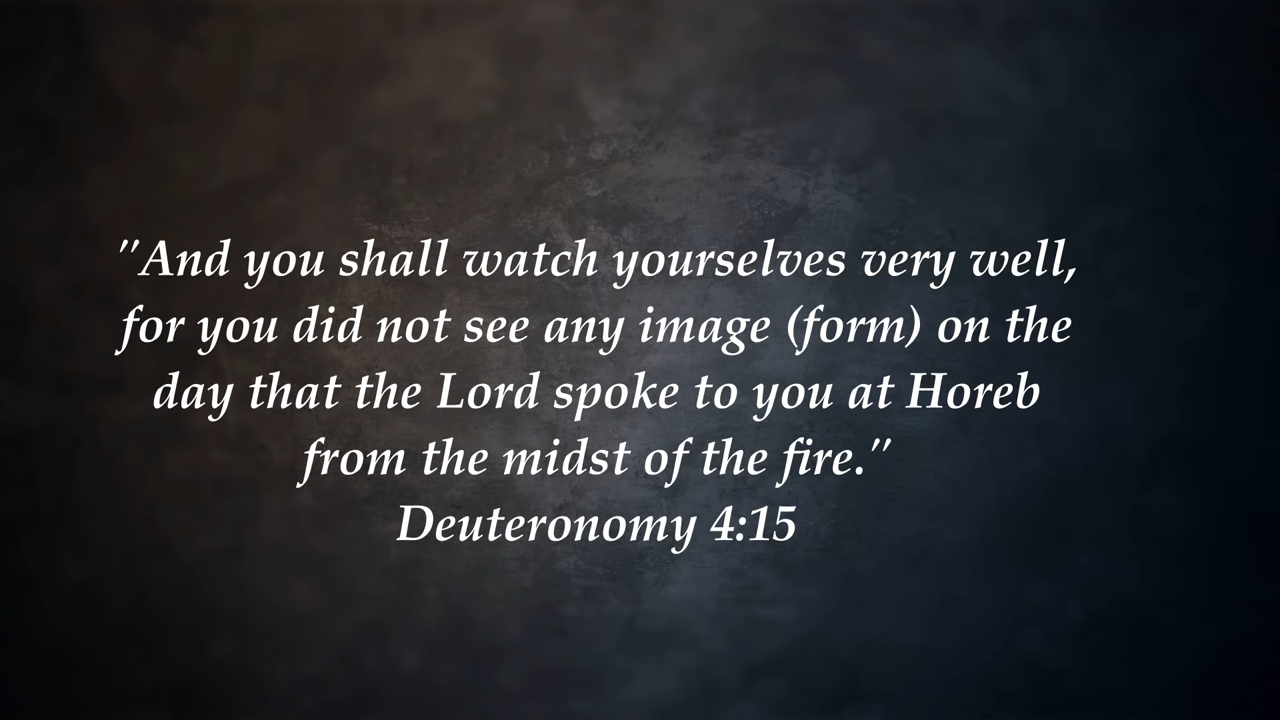 "And you shall watch yourselves very well,
for you did not see any image (form) on the
day that the Lord spoke to you at Horeb
from the midst of the fire."
Deuteronomy 4:15